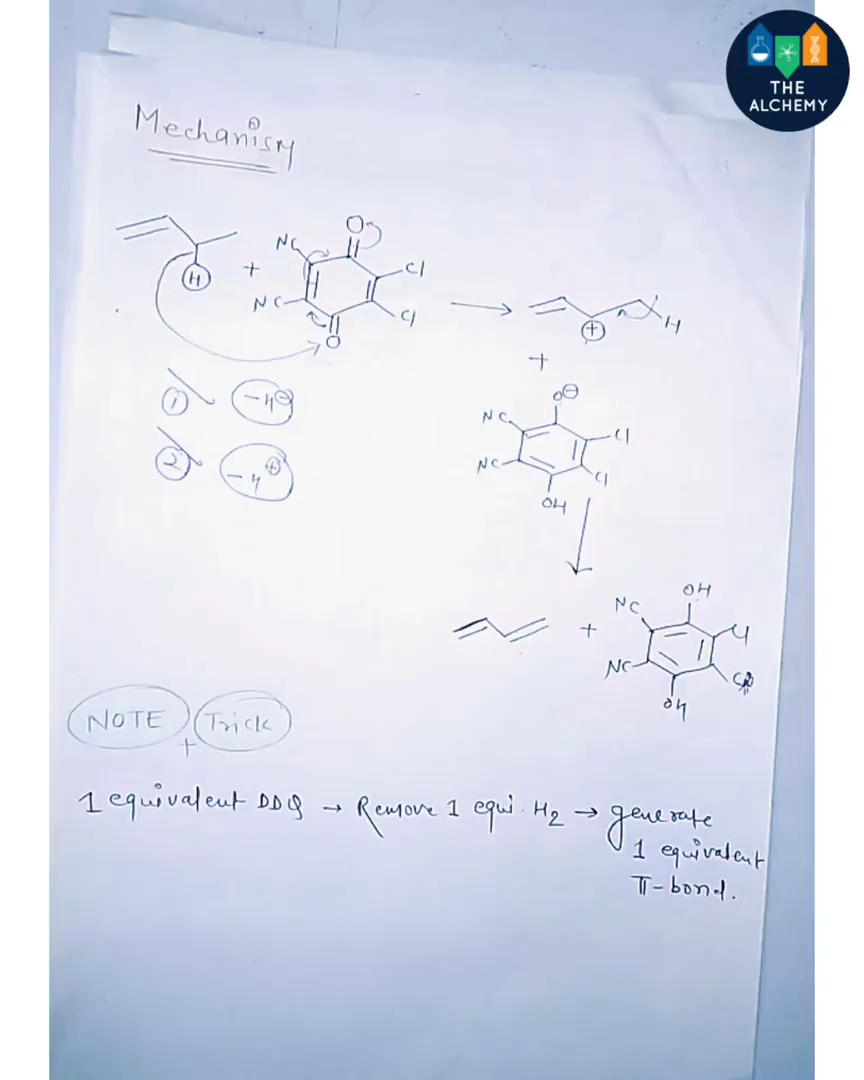 THE
ALCHEMY
Mechanism
NC
O
H
+
Cl
NC
Cl
O
⊕
H
+
① -H⊖
② -H⊕
O⊖
NC
Cl
NC
Cl
OH
+
NC
OH
Cl
NC
OH
NOTE + Trick
1 equivalent DDQ → Remove 1 equi. H2 → generate
1 equivalent
π-bond.